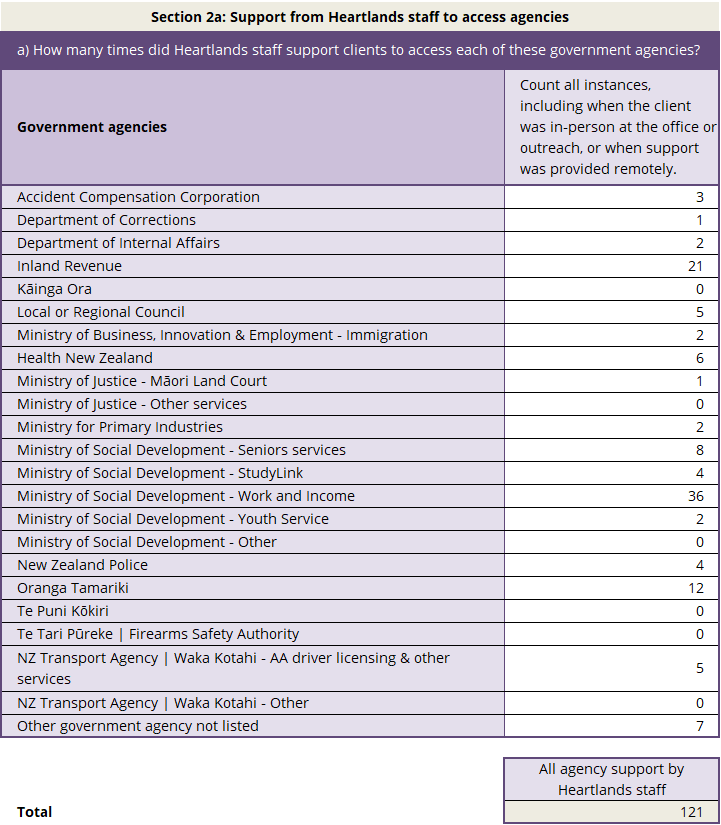 Section 2a: Support from Heartlands staff to access agencies
a) How many times did Heartlands staff support clients to access each of these government agencies?
Government agencies
Count all instances,
including when the client
was in-person at the office or
outreach, or when support
was provided remotely.
Accident Compensation Corporation 3
Department of Corrections 1
Department of Internal Affairs 2
Inland Revenue 21
Kāinga Ora 0
Local or Regional Council 5
Ministry of Business, Innovation & Employment - Immigration 2
Health New Zealand 6
Ministry of Justice - Māori Land Court 1
Ministry of Justice - Other services 0
Ministry for Primary Industries 2
Ministry of Social Development - Seniors services 8
Ministry of Social Development - StudyLink 4
Ministry of Social Development - Work and Income 36
Ministry of Social Development - Youth Service 2
Ministry of Social Development - Other 0
New Zealand Police 4
Oranga Tamariki 12
Te Puni Kōkiri 0
Te Tari Pūreke | Firearms Safety Authority 0
NZ Transport Agency | Waka Kotahi - AA driver licensing & other
services 5
NZ Transport Agency | Waka Kotahi - Other 0
Other government agency not listed 7
All agency support by
Heartlands staff
Total 121